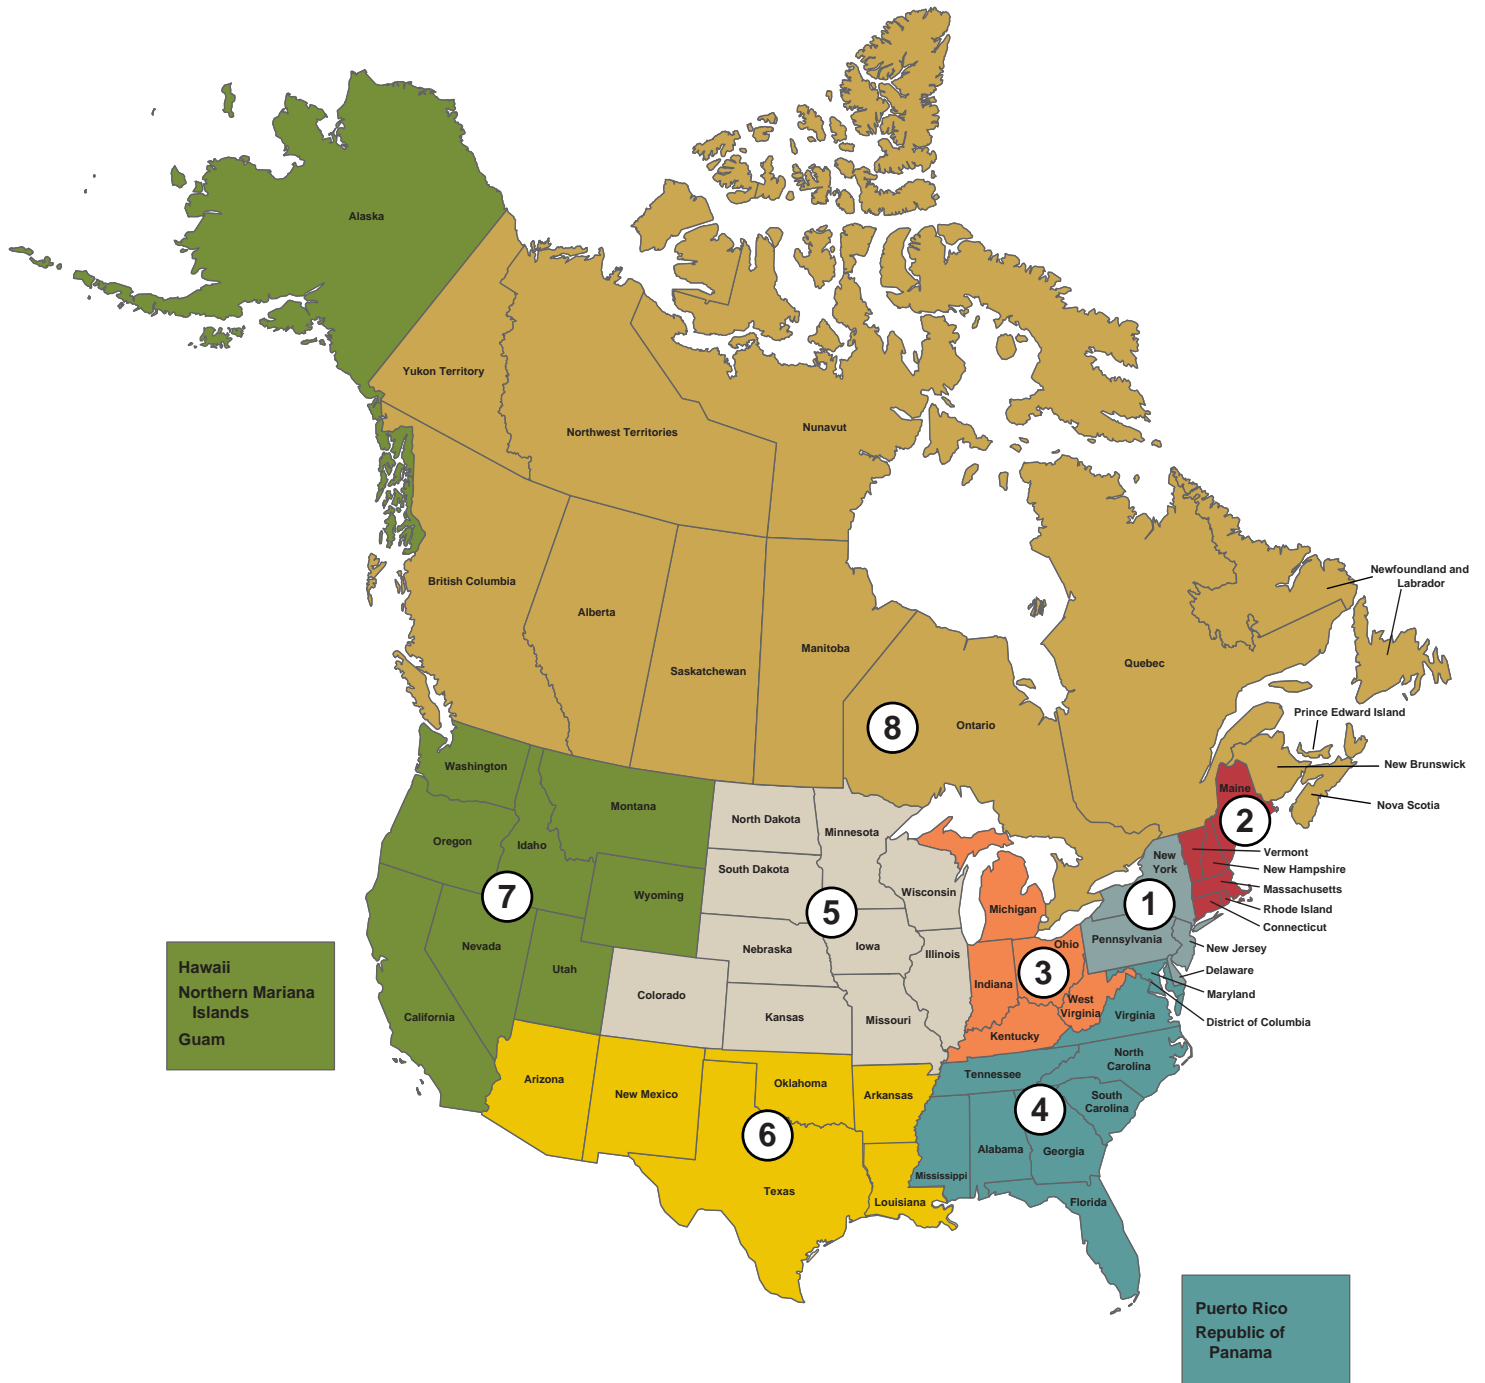 Alaska
Yukon Territory
Northwest Territories
Nunavut
British Columbia
Alberta
Saskatchewan
Manitoba
Ontario
Quebec
Newfoundland and
Labrador
Prince Edward Island
New Brunswick
Nova Scotia
8
Maine
2
Vermont
New Hampshire
Massachusetts
Rhode Island
Connecticut
New
York
1
Pennsylvania
New Jersey
Delaware
Maryland
District of Columbia
Washington
Oregon
Idaho
Montana
Wyoming
7
Nevada
Utah
California
Hawaii
Northern Mariana
Islands
Guam
North Dakota
South Dakota
Minnesota
Wisconsin
5
Nebraska
Iowa
Illinois
Colorado
Kansas
Missouri
Michigan
Ohio
Indiana
3
West
Virginia
Kentucky
Virginia
North
Carolina
Tennessee
South
Carolina
4
Alabama
Georgia
Mississippi
Florida
Arizona
New Mexico
Oklahoma
Arkansas
6
Texas
Louisiana
Puerto Rico
Republic of
Panama